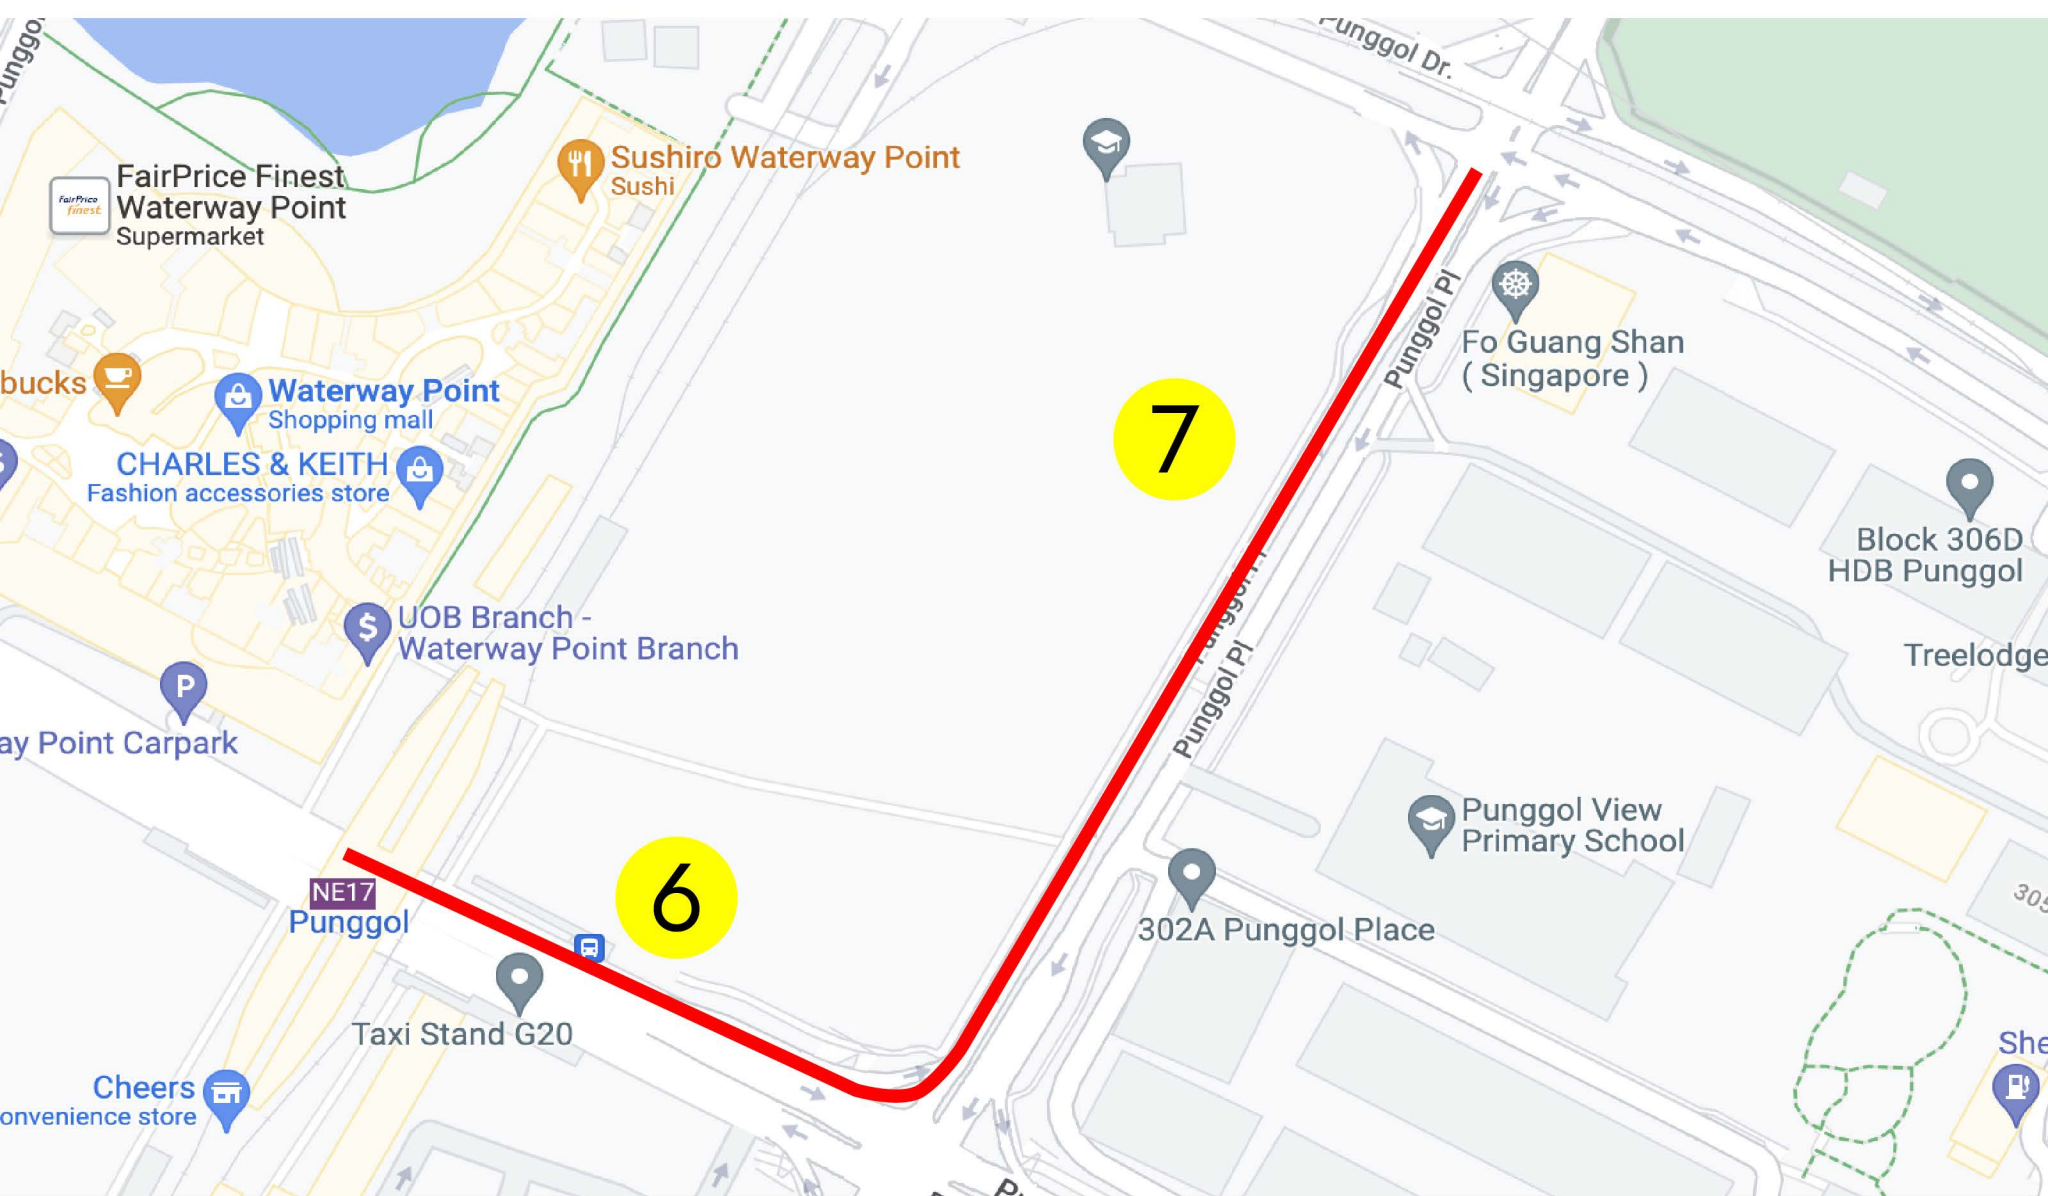 Punggol Dr.
FairPrice Finest
Waterway Point
Supermarket
FairPrice
finest
Sushiro Waterway Point
Sushi
Punggol Pl
Fo Guang Shan
( Singapore )
bucks
Waterway Point
Shopping mall
CHARLES & KEITH
Fashion accessories store
7
Block 306D
HDB Punggol
UOB Branch -
Waterway Point Branch
Punggol Pl
Treelodge
P
ay Point Carpark
Punggol View
Primary School
6
NE17
Punggol
302A Punggol Place
305
Taxi Stand G20
She
Cheers
onvenience store